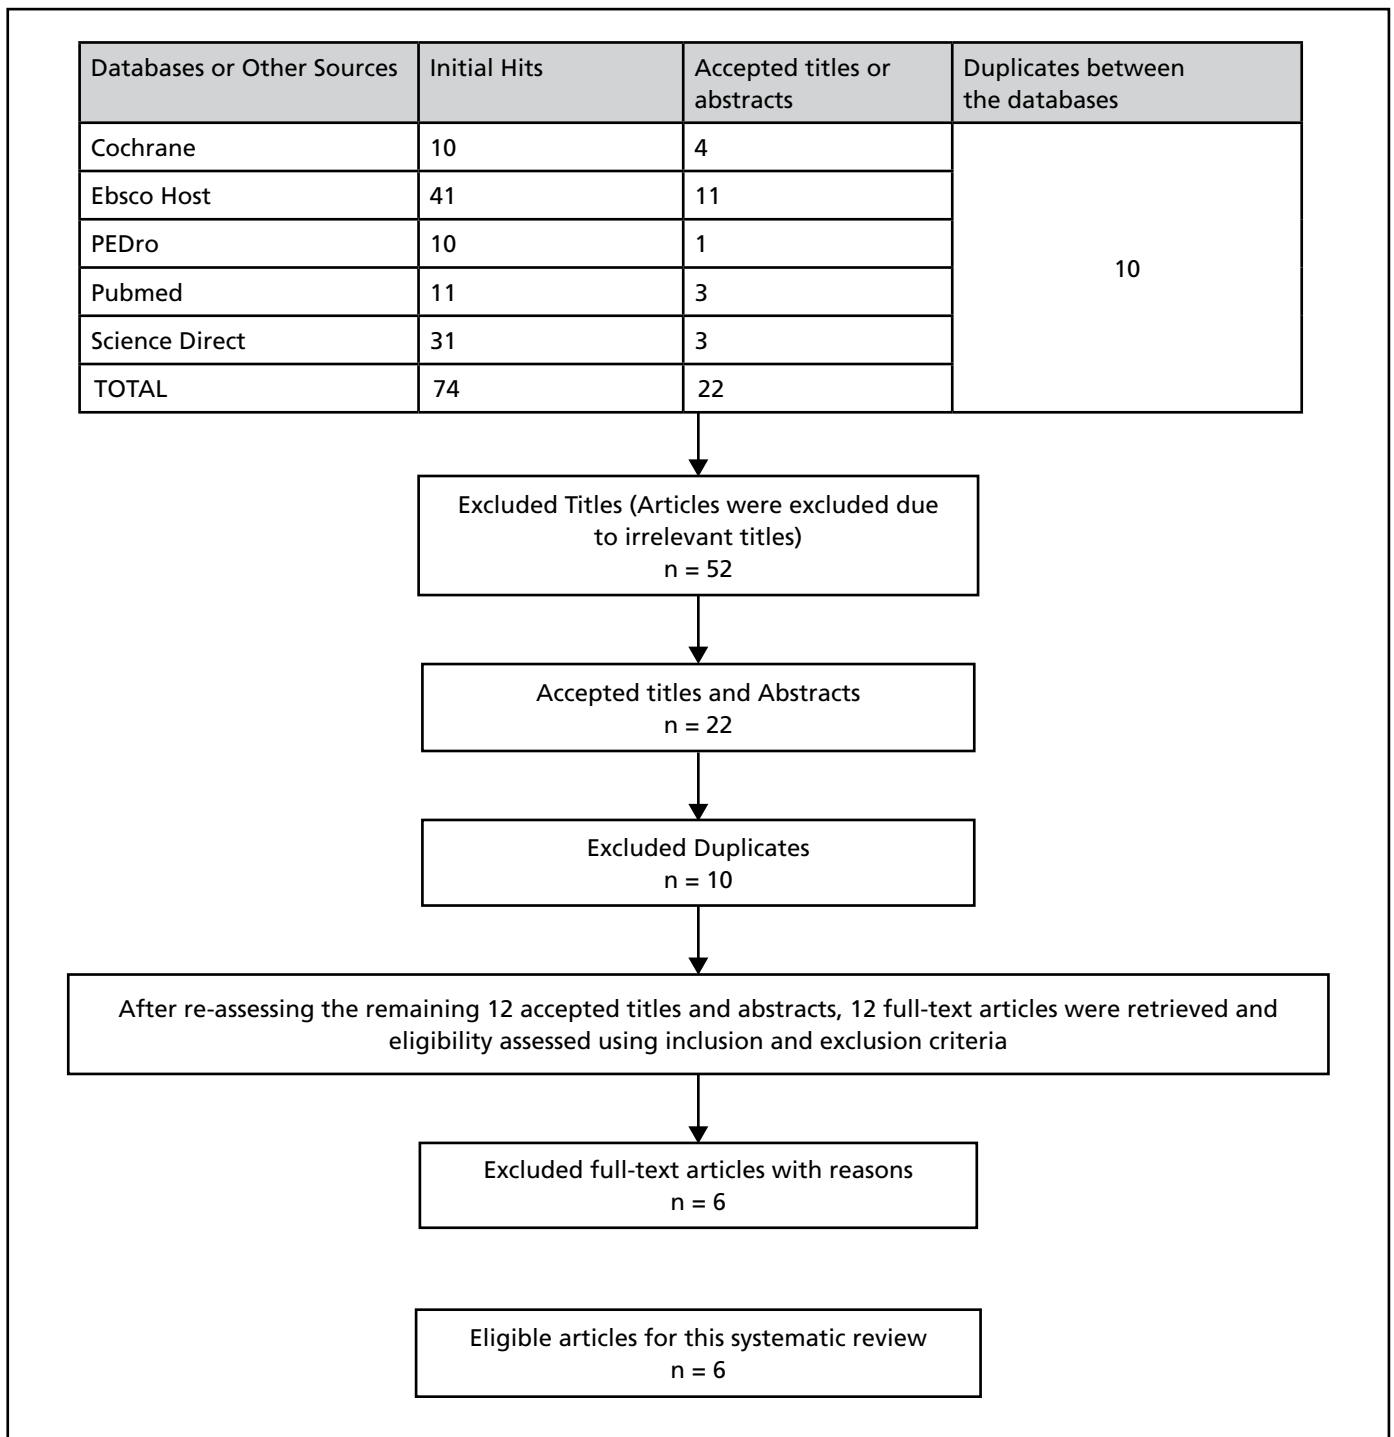 Databases or Other Sources Initial Hits Accepted titles or abstracts Duplicates between the databases
Cochrane 10 4
Ebsco Host 41 11
PEDro 10 1
10
Pubmed 11 3
Science Direct 31 3
TOTAL 74 22
Excluded Titles (Articles were excluded due
to irrelevant titles)
n = 52
Accepted titles and Abstracts
n = 22
Excluded Duplicates
n = 10
After re-assessing the remaining 12 accepted titles and abstracts, 12 full-text articles were retrieved and
eligibility assessed using inclusion and exclusion criteria
Excluded full-text articles with reasons
n = 6
Eligible articles for this systematic review
n = 6